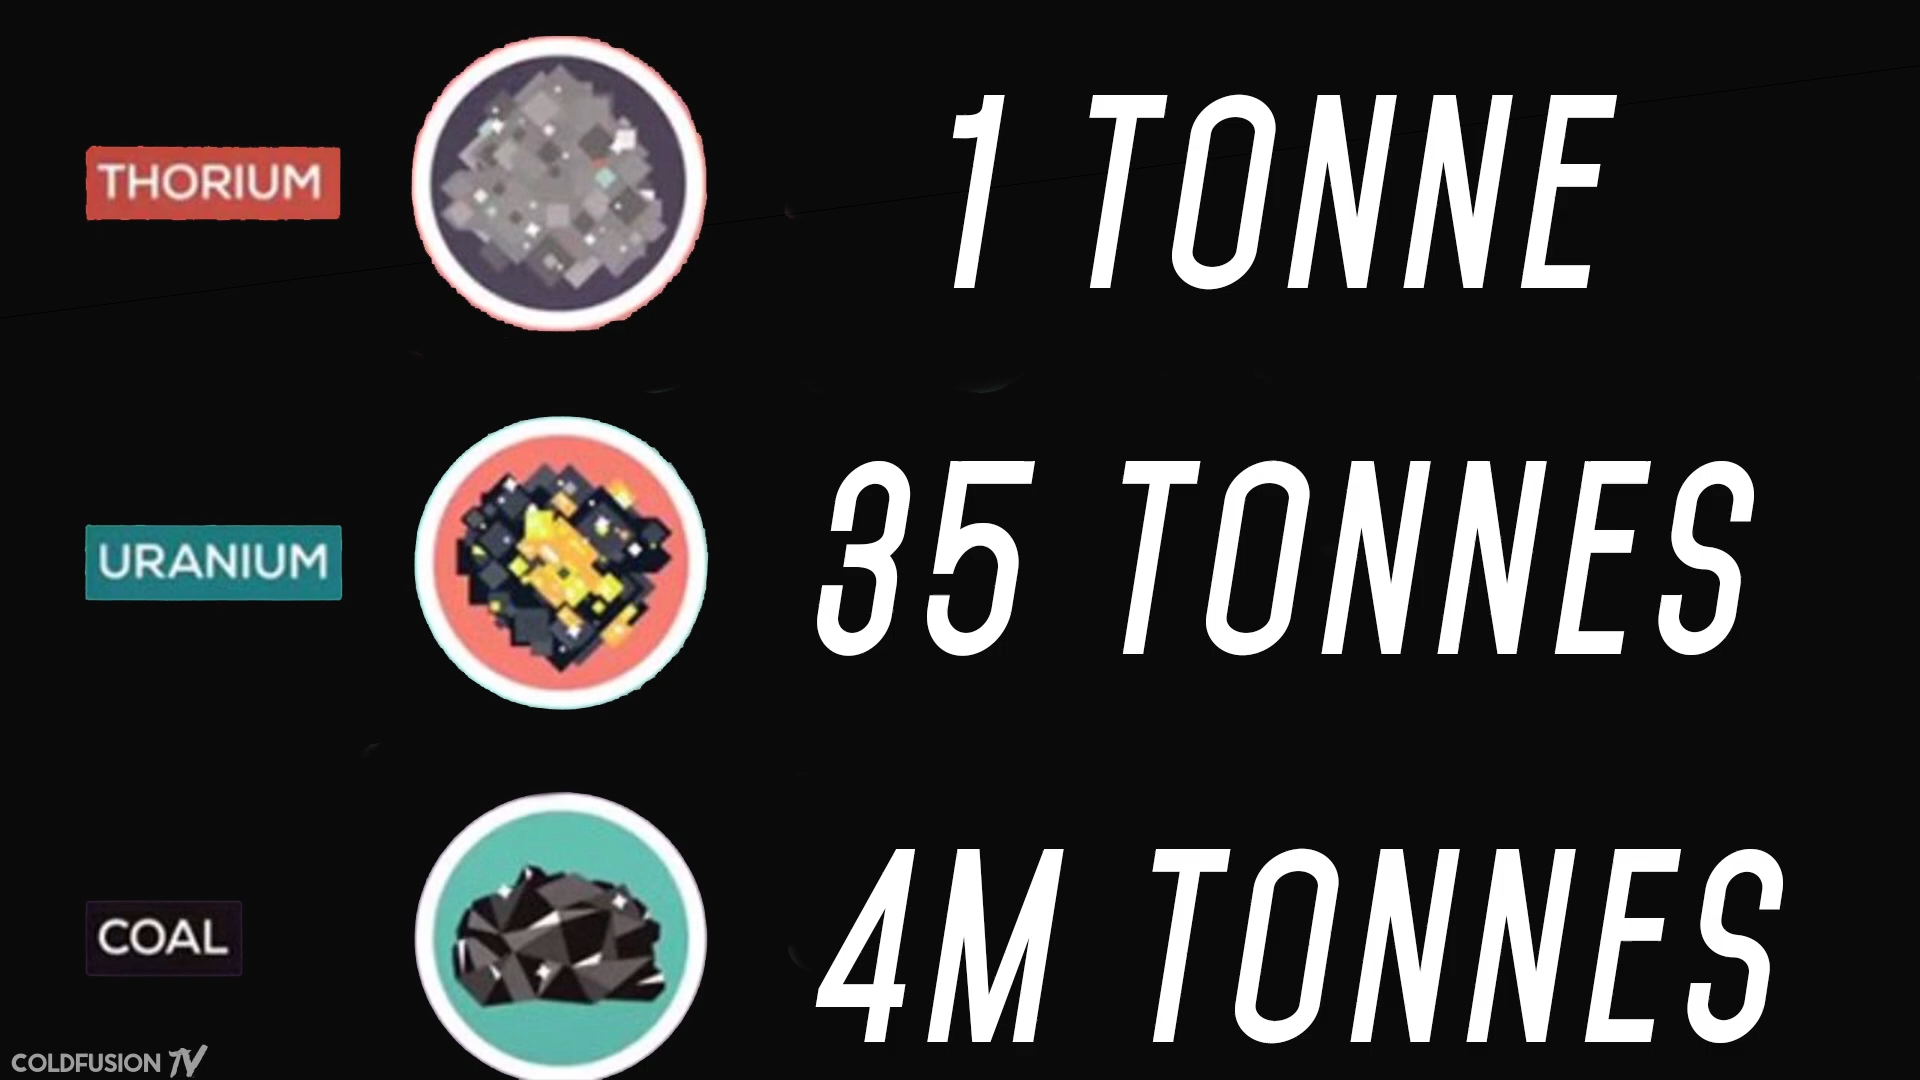 THORIUM
1 TONNE
URANIUM
35 TONNES
COAL
4M TONNES
COLDFUSION TV